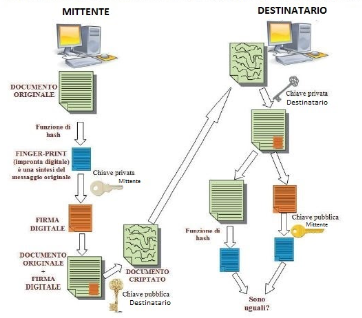 MITTENTE
DOCUMENTO
ORIGINALE
Funzione di
hash
FINGER-PRINT
(impronta digitale)
è una sintesi del
messaggio originale
Chiave privata
Mittente
FIRMA
DIGITALE
DOCUMENTO
ORIGINALE
+
FIRMA
DIGITALE
DOCUMENTO
CRIPTATO
Chiave pubblica
Destinatario
DESTINATARIO
Chiave privata
Destinatario
Chiave pubblica
Mittente
Funzione di
hash
Sono
uguali?